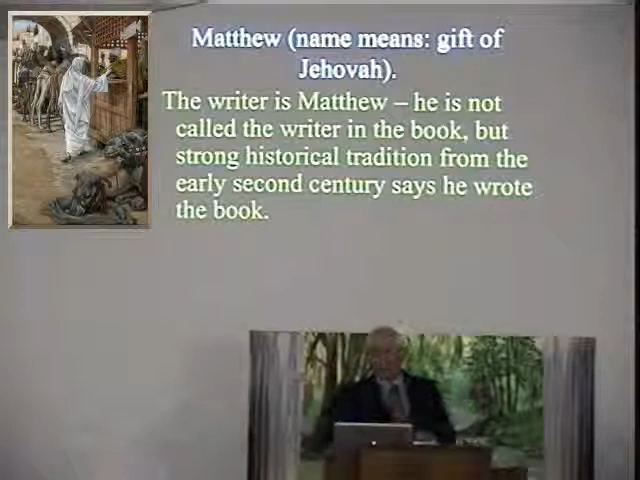 Matthew (name means: gift of
Jehovah).
The writer is Matthew – he is not
called the writer in the book, but
strong historical tradition from the
early second century says he wrote
the book.